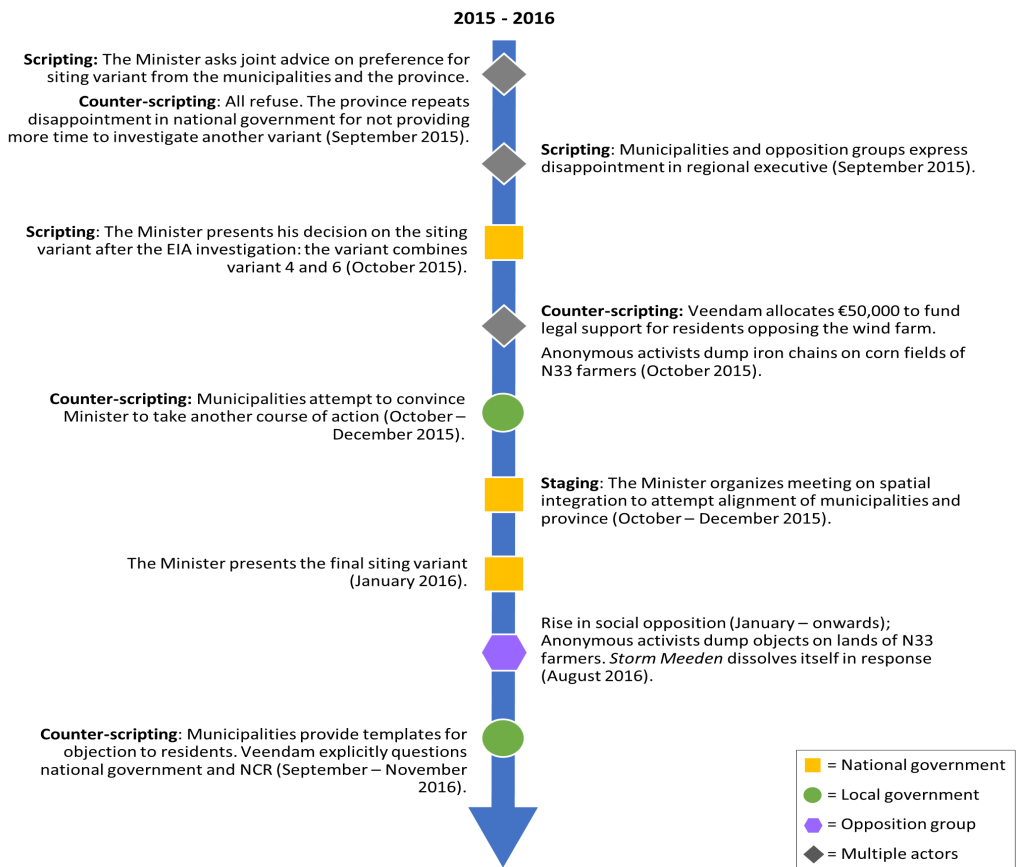 2015 - 2016
Scripting: The Minister asks joint advice on preference for
siting variant from the municipalities and the province.
Counter-scripting: All refuse. The province repeats
disappointment in national government for not providing
more time to investigate another variant (September 2015).
Scripting: Municipalities and opposition groups express
disappointment in regional executive (September 2015).
Scripting: The Minister presents his decision on the siting
variant after the EIA investigation: the variant combines
variant 4 and 6 (October 2015).
Counter-scripting: Veendam allocates €50,000 to fund
legal support for residents opposing the wind farm.
Anonymous activists dump iron chains on corn fields of
N33 farmers (October 2015).
Counter-scripting: Municipalities attempt to convince
Minister to take another course of action (October –
December 2015).
Staging: The Minister organizes meeting on spatial
integration to attempt alignment of municipalities and
province (October – December 2015).
The Minister presents the final siting variant
(January 2016).
Rise in social opposition (January – onwards);
Anonymous activists dump objects on lands of N33
farmers. Storm Meeden dissolves itself in response
(August 2016).
Counter-scripting: Municipalities provide templates for
objection to residents. Veendam explicitly questions
national government and NCR (September – November
2016).
= National government
= Local government
= Opposition group
= Multiple actors